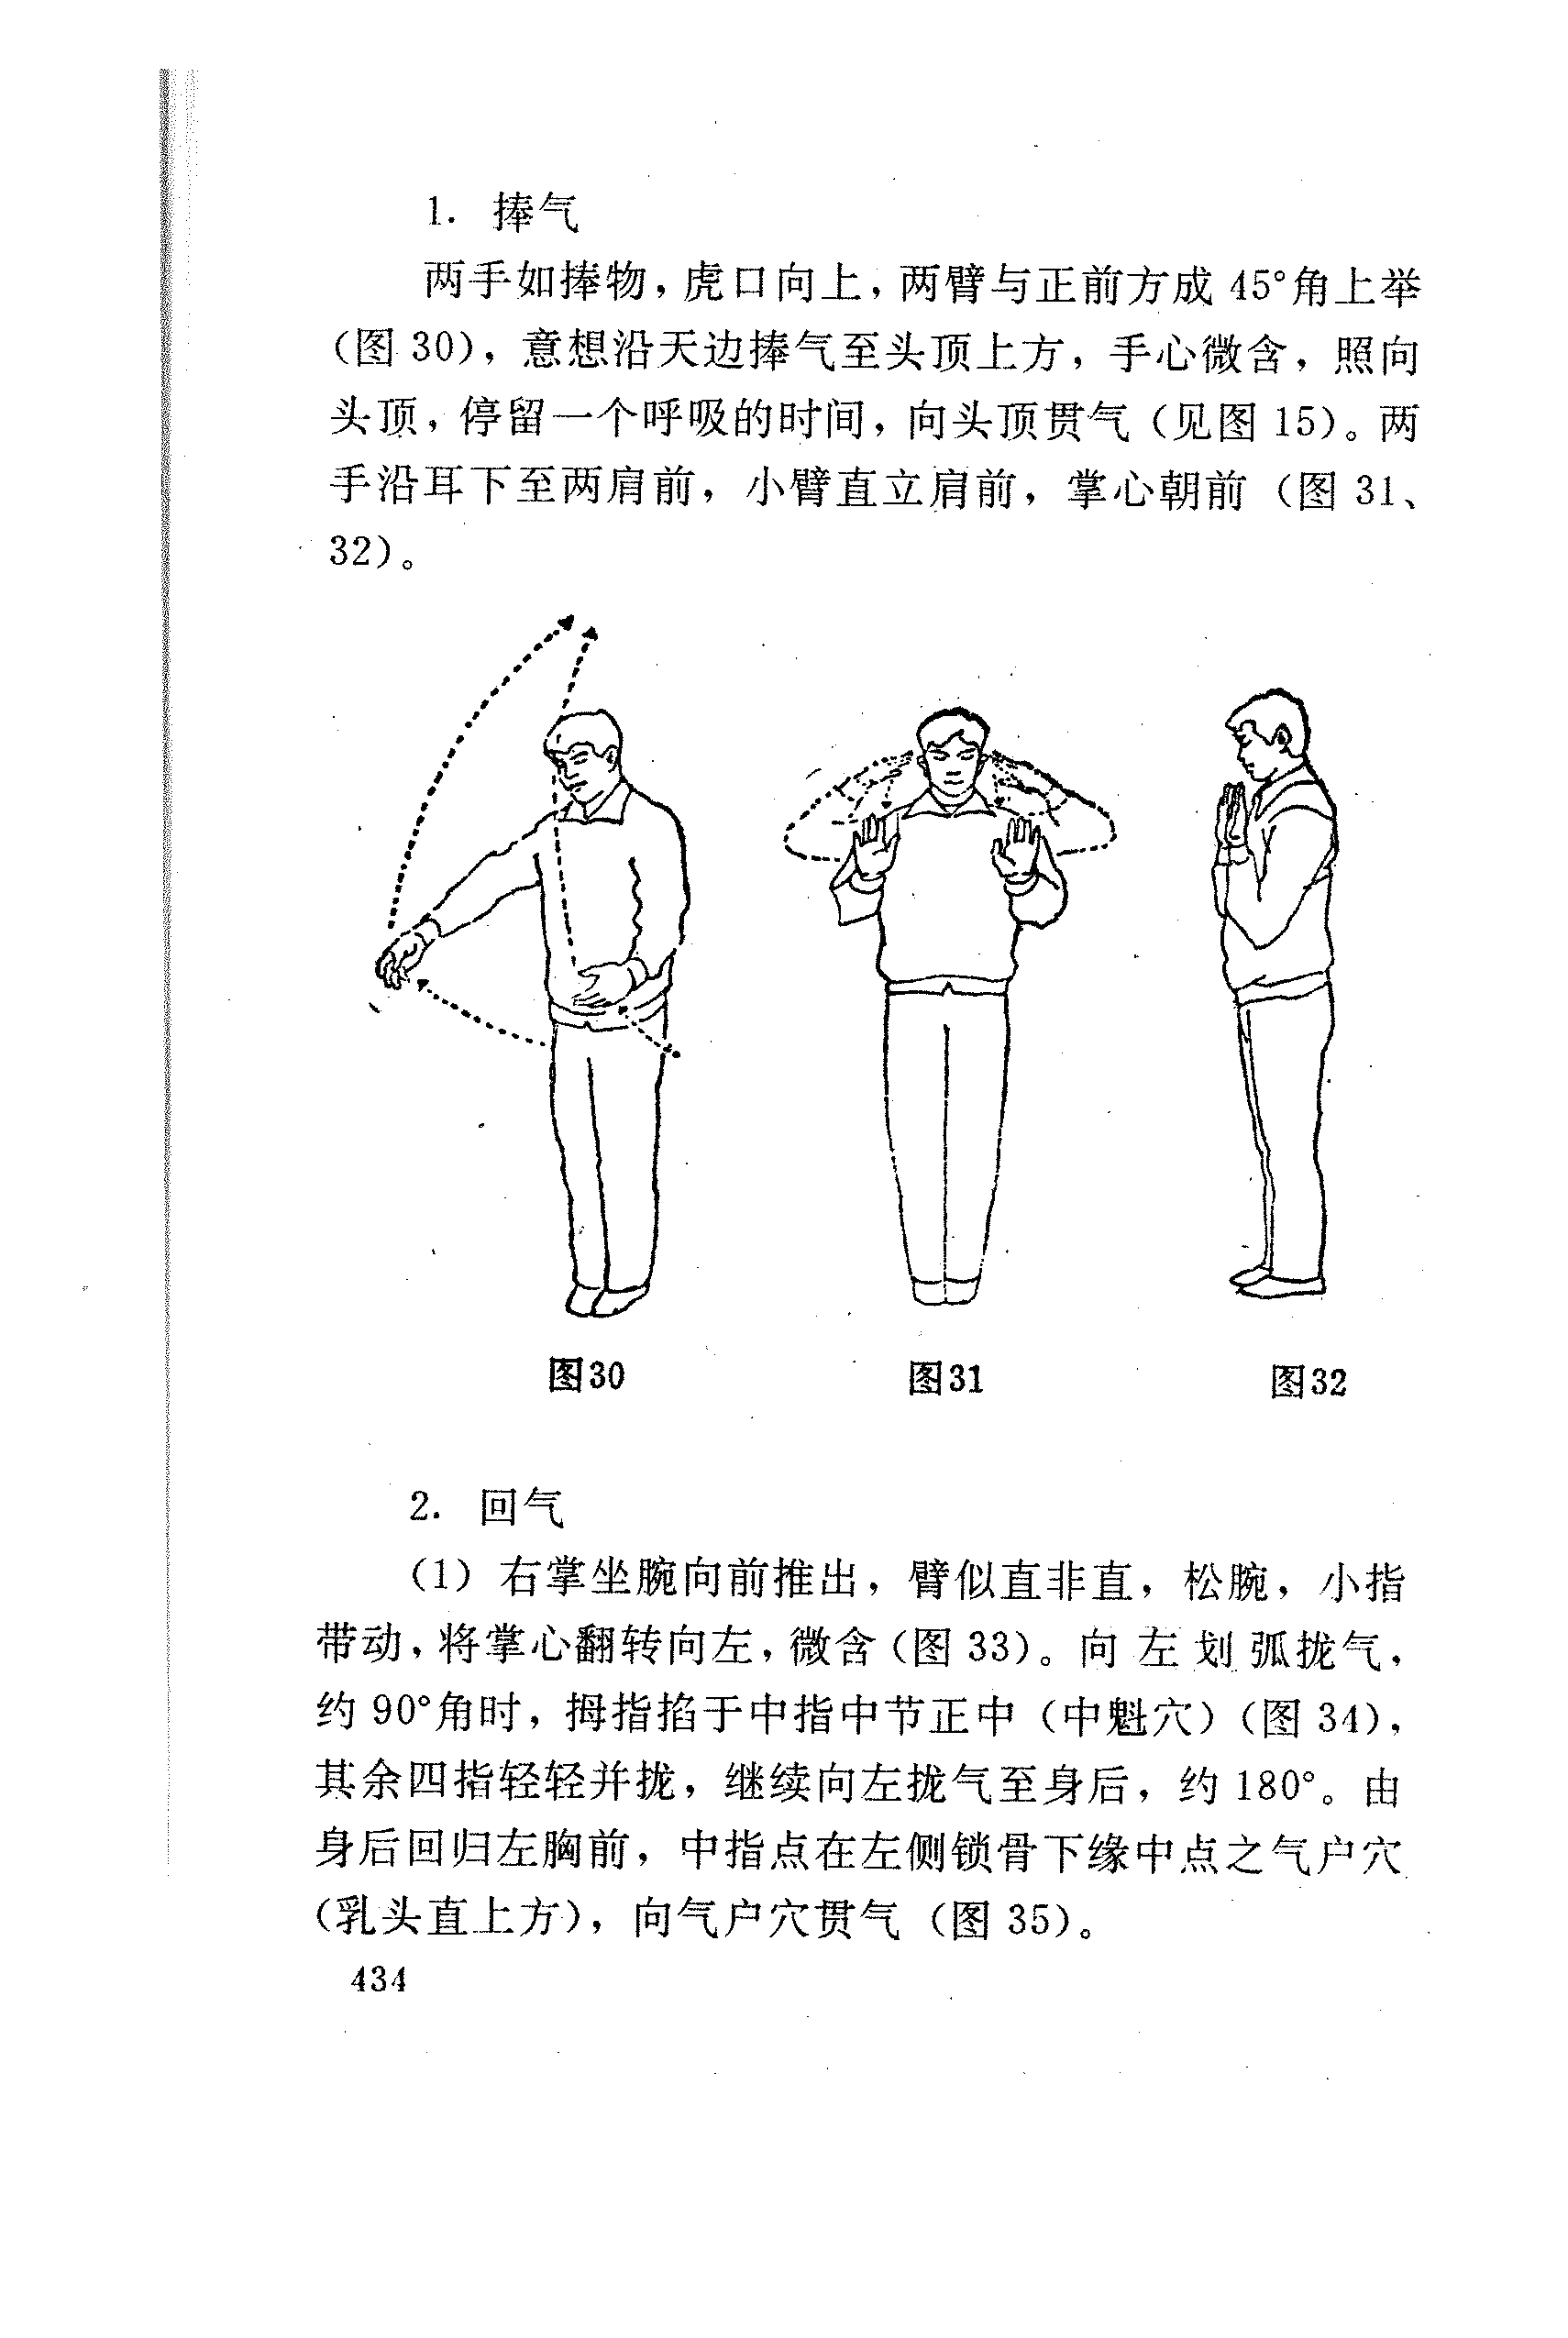 1. 捧气
两手如捧物，虎口向上，两臂与正前方成 45°角上举
（图 30），意想沿天边捧气至头顶上方，手心微含，照向
头顶，停留一个呼吸的时间，向头顶贯气（见图 15）。两
手沿耳下至两肩前，小臂直立肩前，掌心朝前（图 31、
32）。
图30
图31
图32
2. 回气
（1）右掌坐腕向前推出，臂似直非直，松腕，小指
带动，将掌心翻转向左，微含（图 33）。向左划弧拢气，
约 90°角时，拇指掐于中指中节正中（中魁穴）（图 34），
其余四指轻轻并拢，继续向左拢气至身后，约 180°。由
身后回归左胸前，中指点在左侧锁骨下缘中点之气户穴
（乳头直上方），向气户穴贯气（图 35）。
434